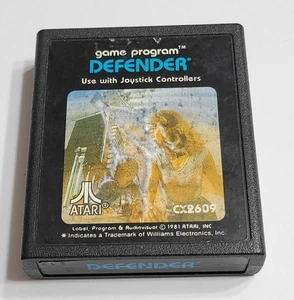 game program™
DEFENDER*
Use with Joystick Controllers
ATARI®
CX2609
Label, Program & Audiovisual © 1981 ATARI, INC.
* Indicates a Trademark of Williams Electronics, Inc
DEFENDER*